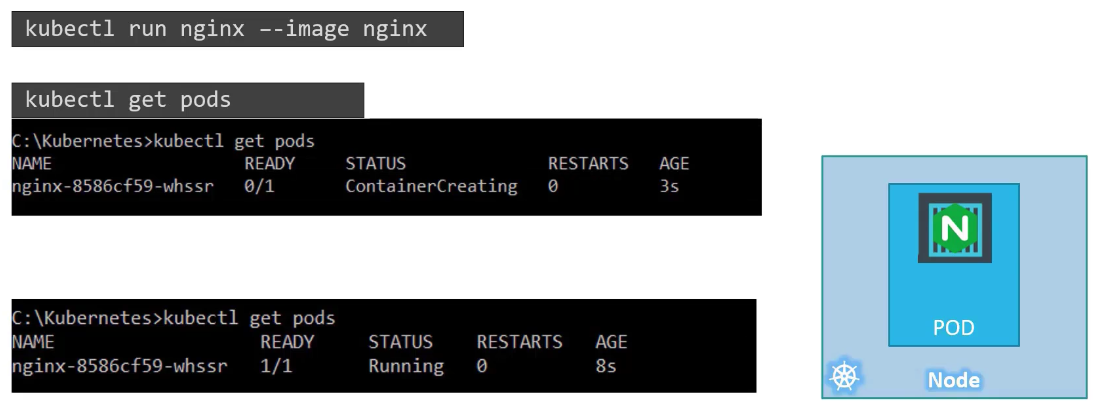 kubectl run nginx –-image nginx
kubectl get pods
C:\Kubernetes>kubectl get pods
NAME READY STATUS RESTARTS AGE
nginx-8586cf59-whssr 0/1 ContainerCreating 0 3s
C:\Kubernetes>kubectl get pods
NAME READY STATUS RESTARTS AGE
nginx-8586cf59-whssr 1/1 Running 0 8s
N
POD
Node